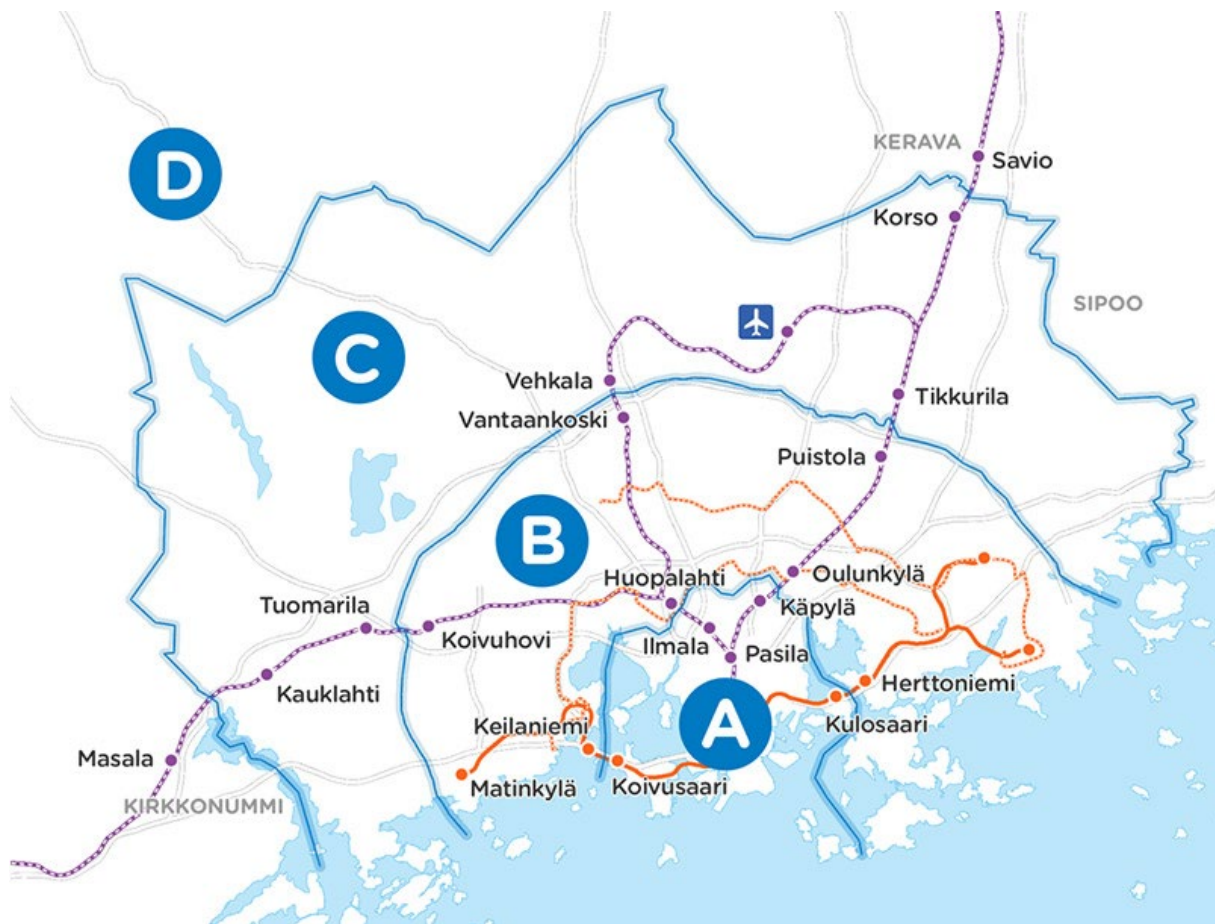 D
KERAVA
Savio
Korso
SIPOO
C
Vehkala
Vantaankoski
Tikkurila
Puistola
B
Huopalahti
Oulunkylä
Tuomarila
Käpylä
Koivuhovi
Ilmala
Pasila
Kauklahti
Herttoniemi
A
Keilaniemi
Kulosaari
Masala
Matinkylä
Koivusaari
KIRKKONUMMI